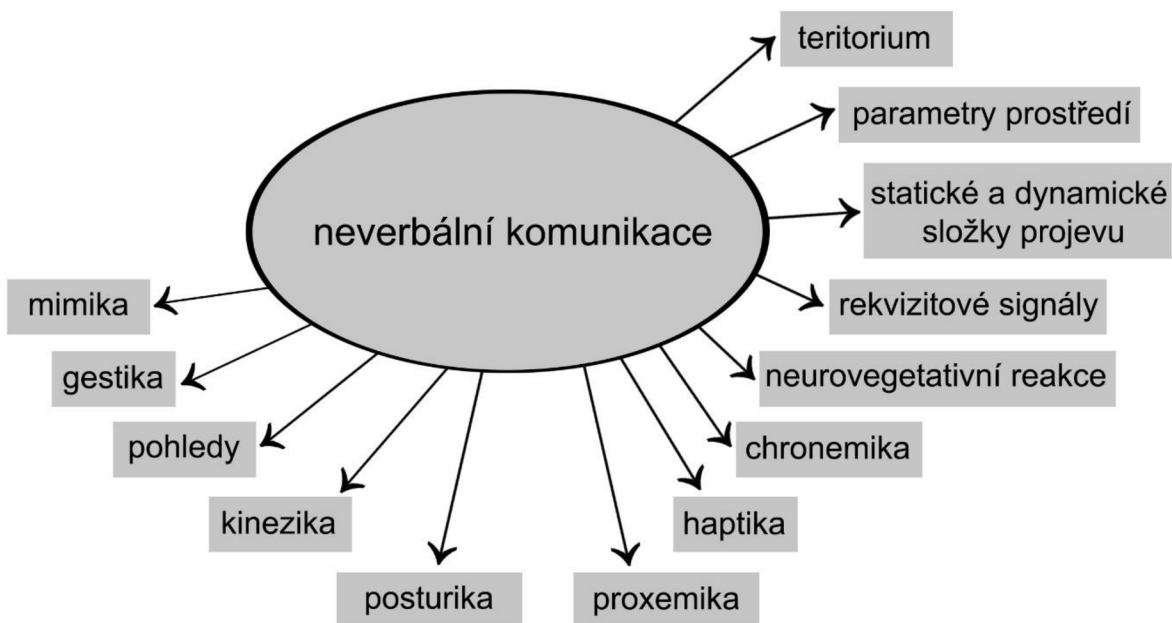 teritorium
parametry prostředí
statické a dynamické
složky projevu
neverbální komunikace
mimika
rekvizitové signály
gestika
neurovegetativní reakce
pohledy
chronemika
kinezika
haptika
posturika
proxemika